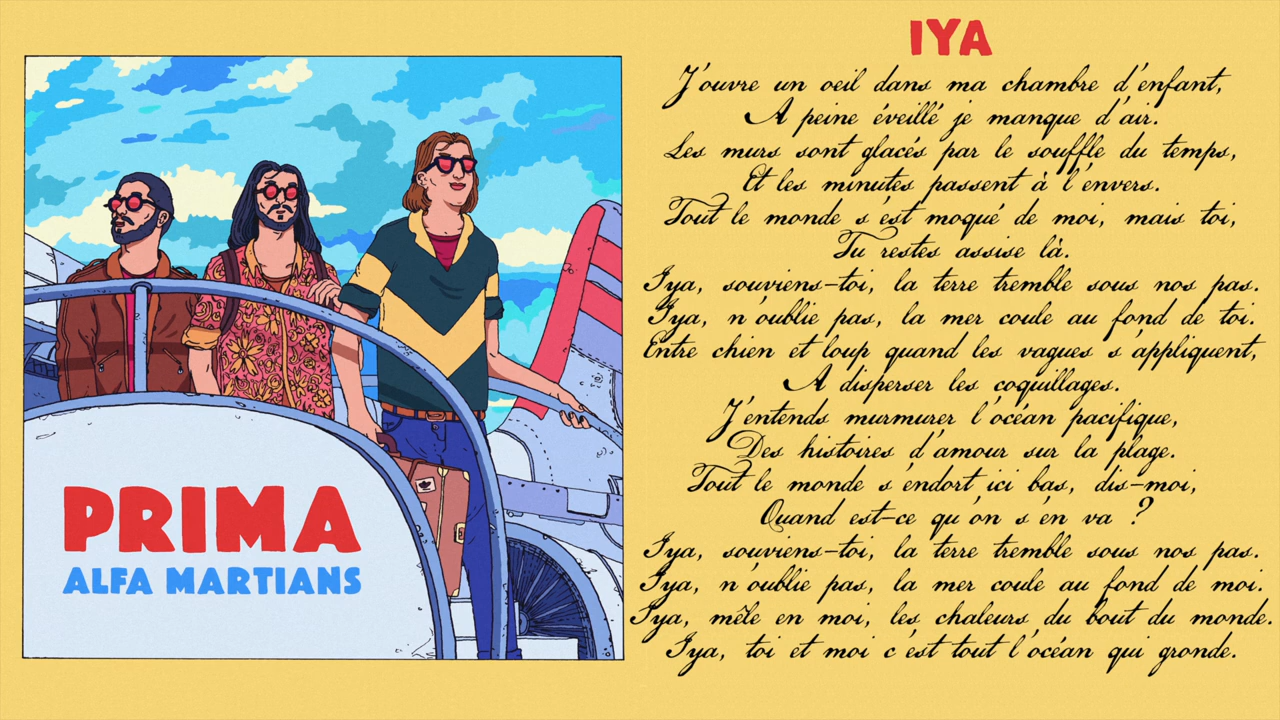 PRIMA
ALFA MARTIANS
IYA
J'ouvre un oeil dans ma chambre d'enfant,
A peine éveillé je manque d'air.
Les murs sont glacés par le souffle du temps,
Et les minutes passent à l'envers.
Tout le monde s'est moqué de moi, mais toi,
Tu restes assise là.
Iya, souviens-toi, la terre tremble sous nos pas.
Iya, n'oublie pas, la mer coule au fond de toi.
Entre chien et loup quand les vagues s'appliquent,
A disperser les coquillages.
J'entends murmurer l'océan pacifique,
Des histoires d'amour sur la plage.
Tout le monde s'endort ici bas, dis-moi,
Quand est-ce qu'on s'en va ?
Iya, souviens-toi, la terre tremble sous nos pas.
Iya, n'oublie pas, la mer coule au fond de moi.
Iya, mêle en moi, les chaleurs du bout du monde.
Iya, toi et moi c'est tout l'océan qui gronde.